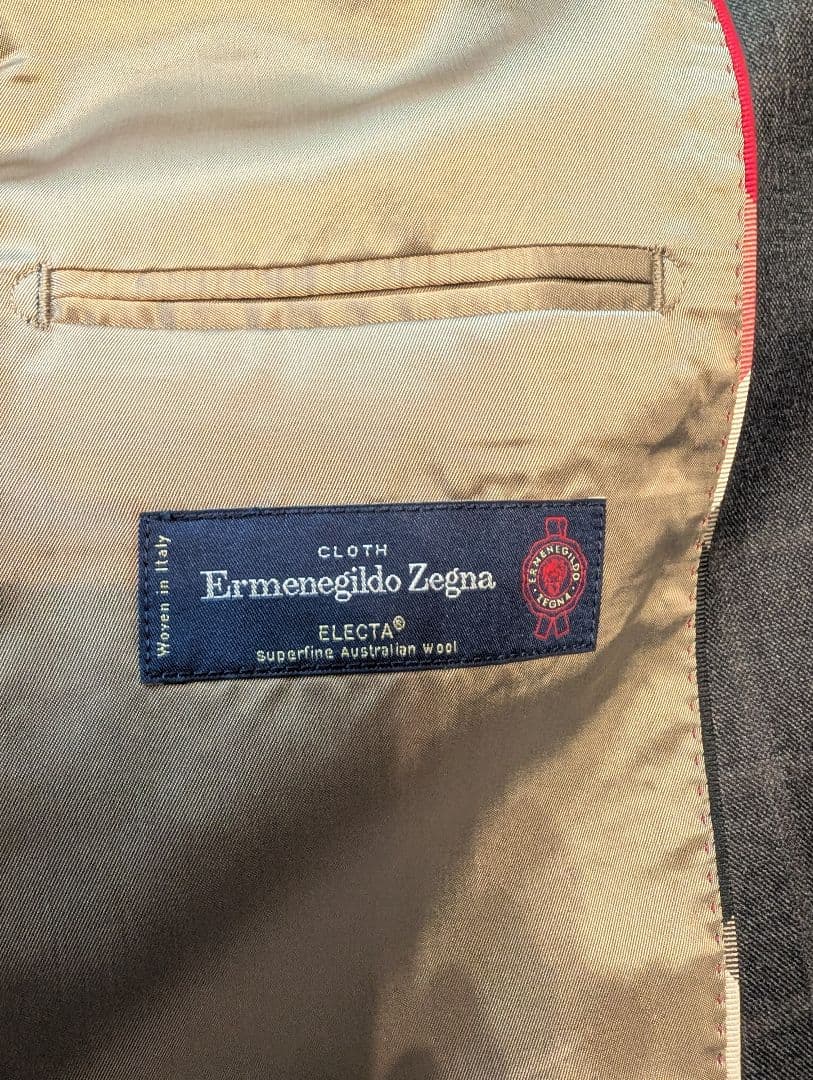 Woven in Italy
CLOTH
Ermenegildo Zegna
ELECTA®
superfine Australian wool
ERMENEGILDO
ZEGNA